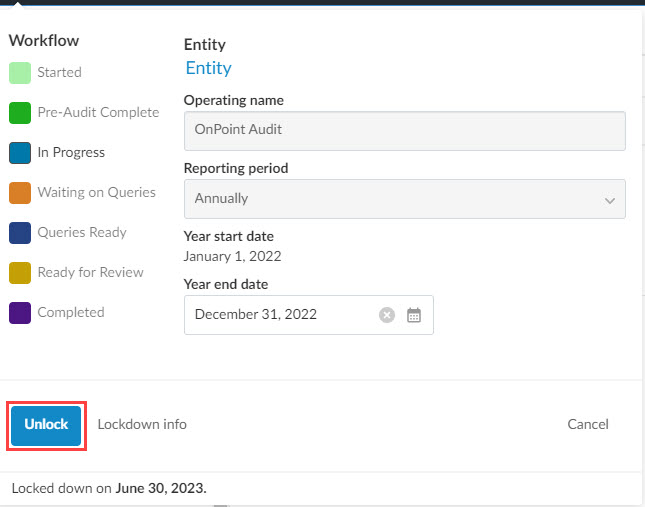 Workflow
Started
Pre-Audit Complete
In Progress
Waiting on Queries
Queries Ready
Ready for Review
Completed
Entity
Entity
Operating name
OnPoint Audit
Reporting period
Annually
Year start date
January 1, 2022
Year end date
December 31, 2022
Unlock Lockdown info Cancel
Locked down on June 30, 2023.